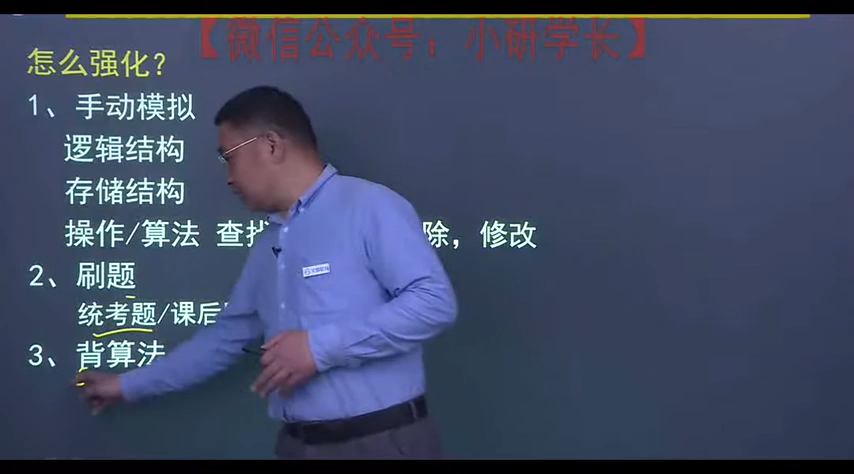 【微信公众号：小研学长】
怎么强化？
1、手动模拟
逻辑结构
存储结构
操作/算法 查找 除，修改
2、刷题
统考题/课后
3、背算法